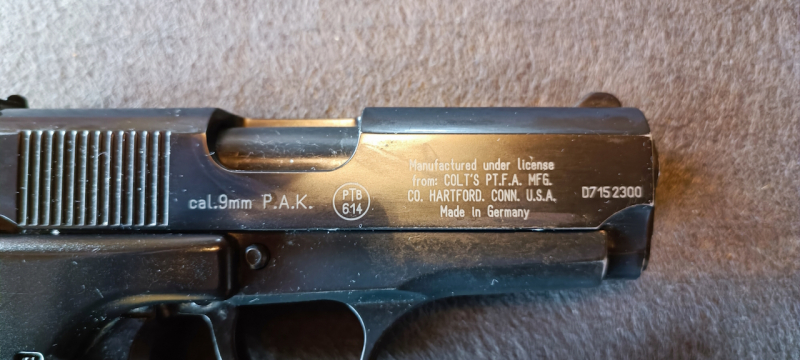 cal.9mm P.A.K.
PTB
614
Manufactured under license
from: COLT'S PT.F.A. MFG.
CO. HARTFORD. CONN. U.S.A.
Made in Germany
D7152300